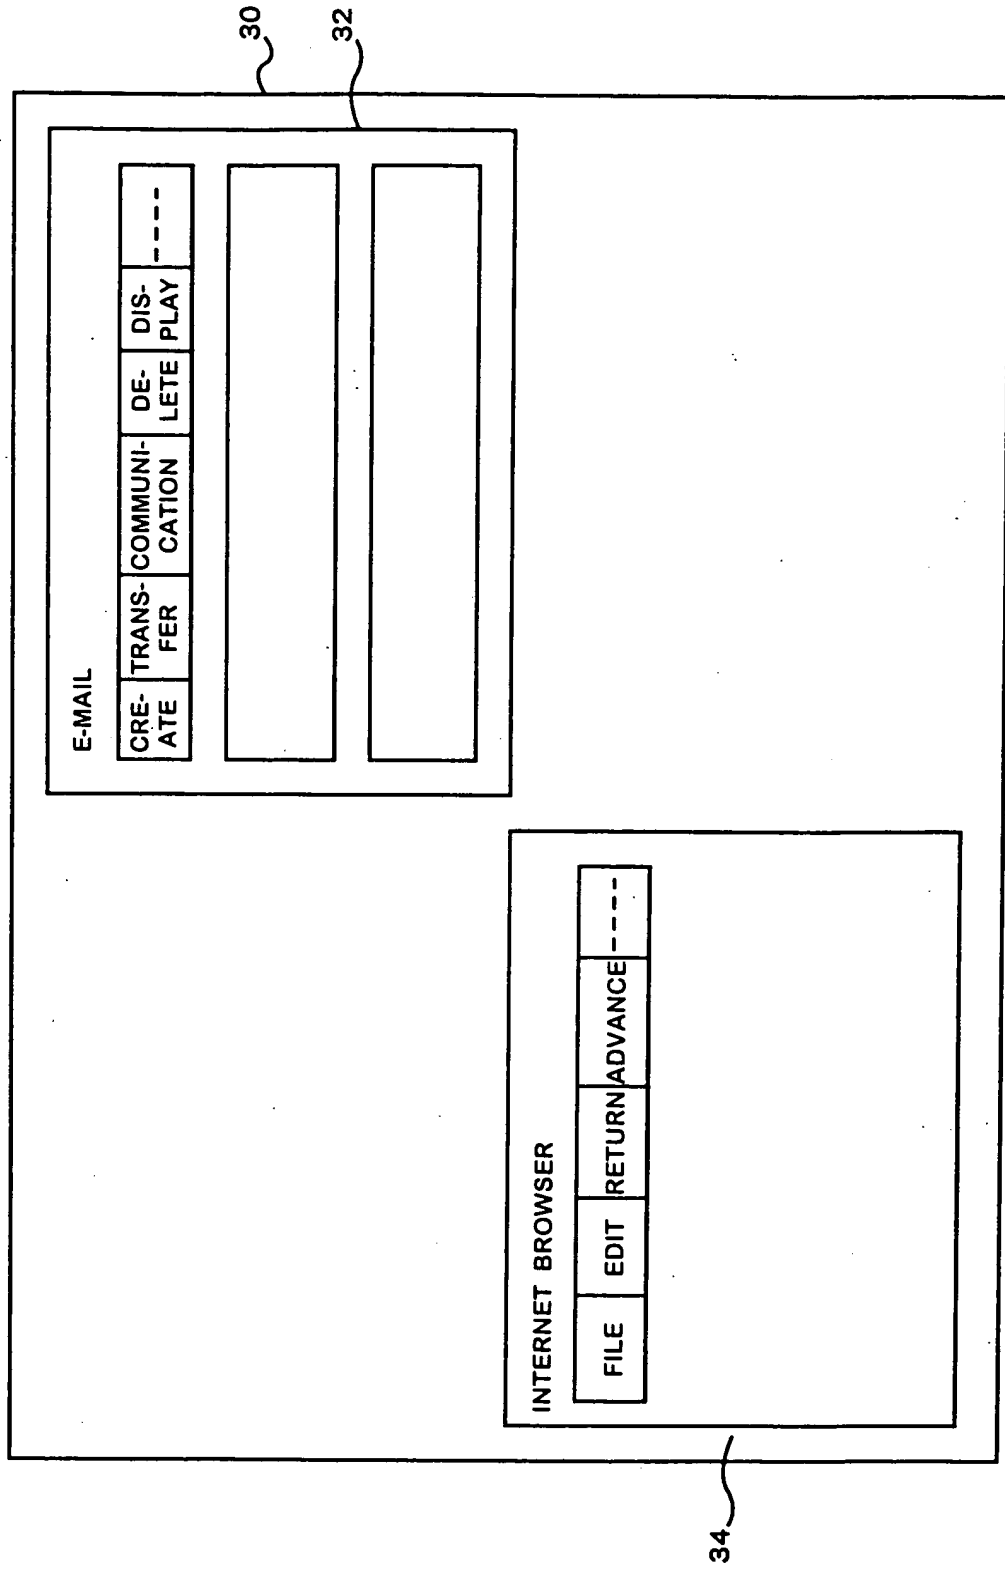 30
32
E-MAIL
CRE- TRANS- COMMUNI- DE- DIS- ----
ATE FER CATION LETE PLAY
INTERNET BROWSER
FILE EDIT RETURN ADVANCE ----
34